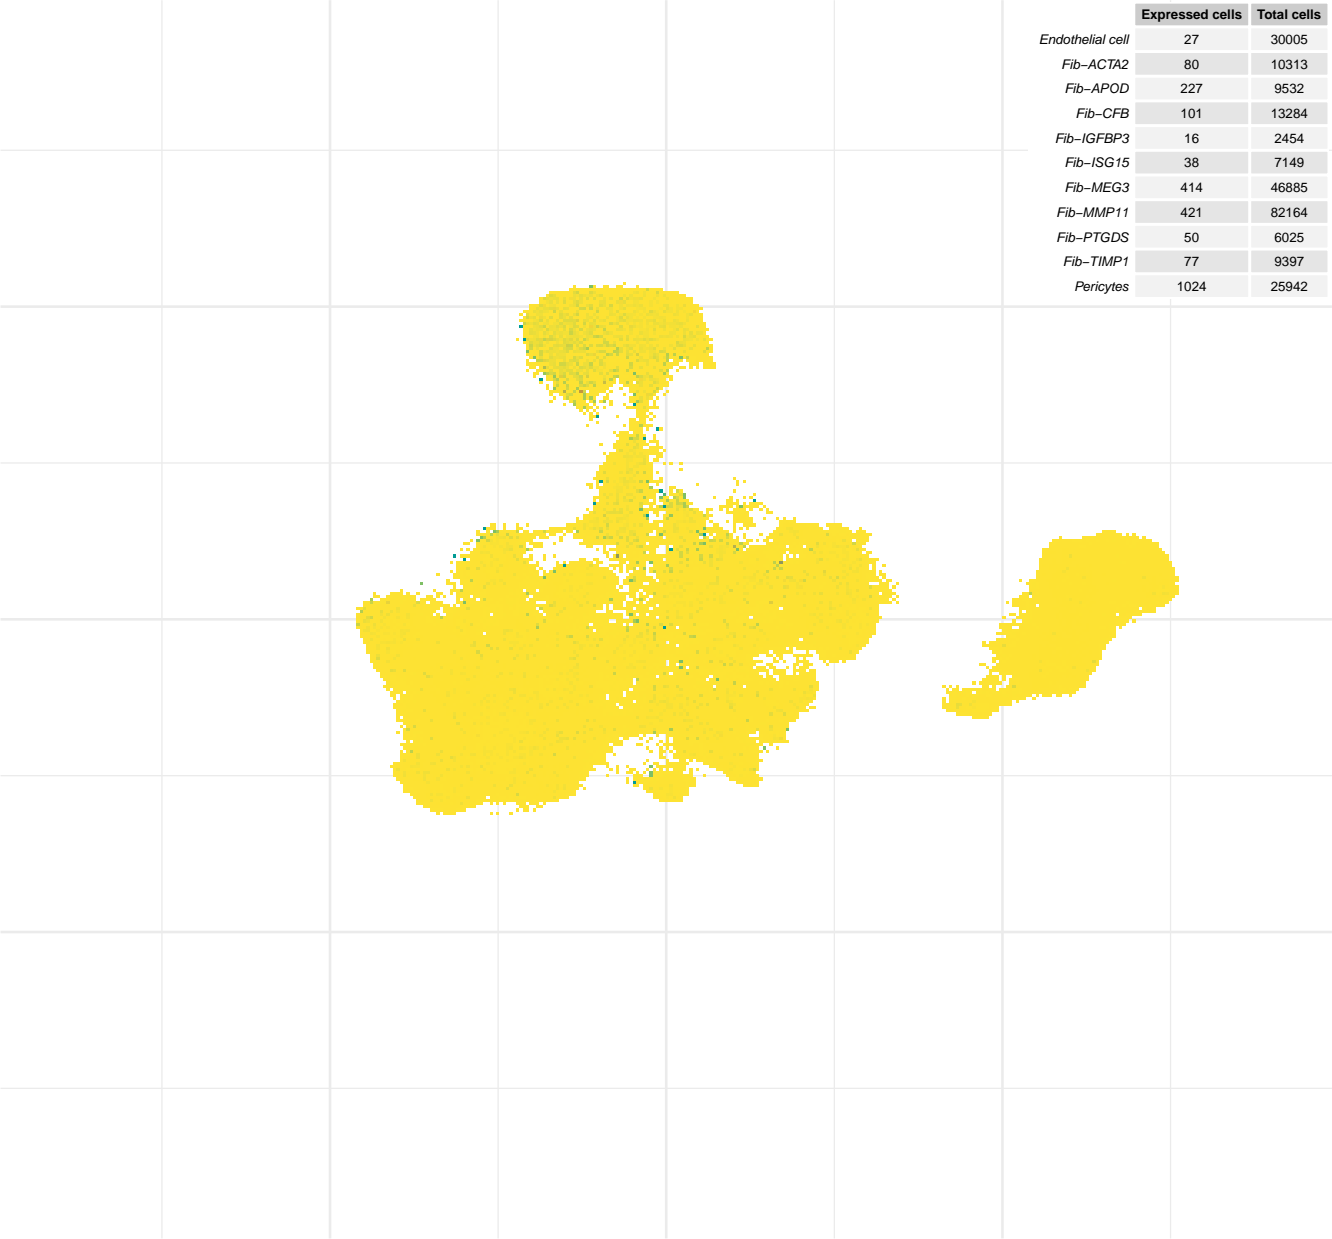 Expressed cells Total cells
Endothelial cell 27 30005
Fib−ACTA2 80 10313
Fib−APOD 227 9532
Fib−CFB 101 13284
Fib−IGFBP3 16 2454
Fib−ISG15 38 7149
Fib−MEG3 414 46885
Fib−MMP11 421 82164
Fib−PTGDS 50 6025
Fib−TIMP1 77 9397
Pericytes 1024 25942